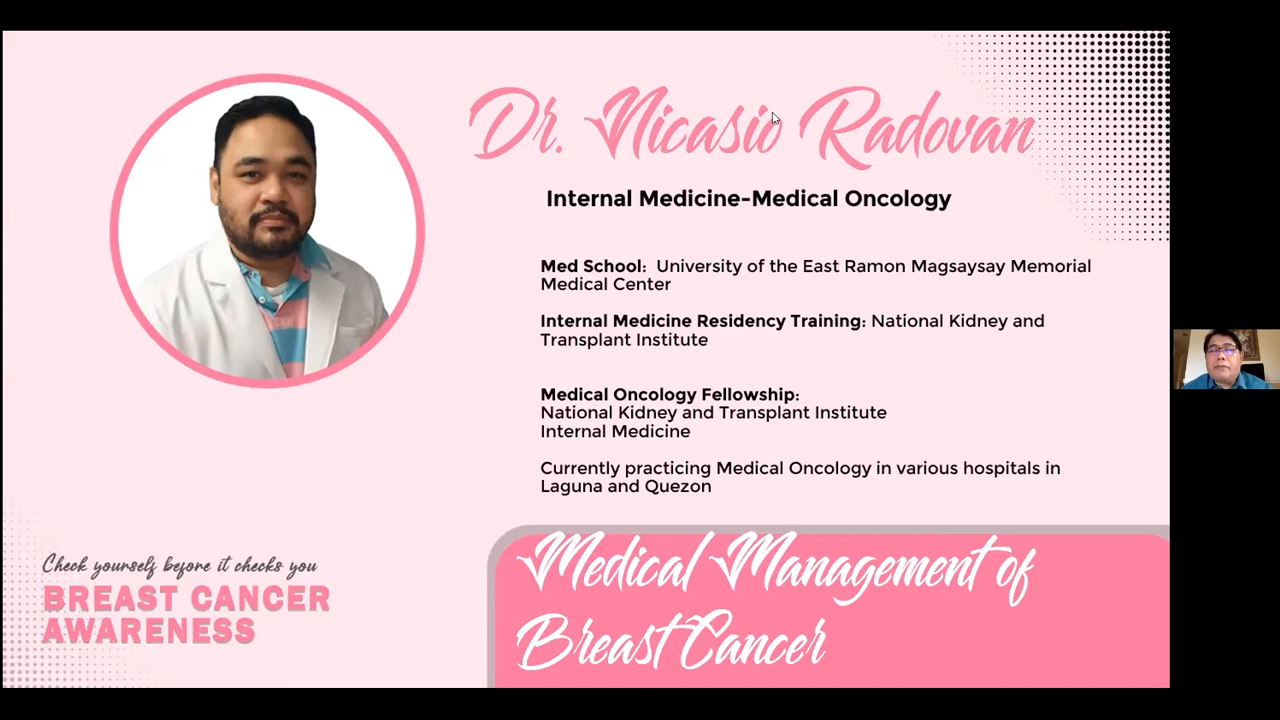 Dr. Nicasio Radovan
Internal Medicine-Medical Oncology
Med School: University of the East Ramon Magsaysay Memorial
Medical Center
Internal Medicine Residency Training: National Kidney and
Transplant Institute
Medical Oncology Fellowship:
National Kidney and Transplant Institute
Internal Medicine
Currently practicing Medical Oncology in various hospitals in
Laguna and Quezon
Check yourself before it checks you
BREAST CANCER
AWARENESS
Medical Management of
Breast Cancer